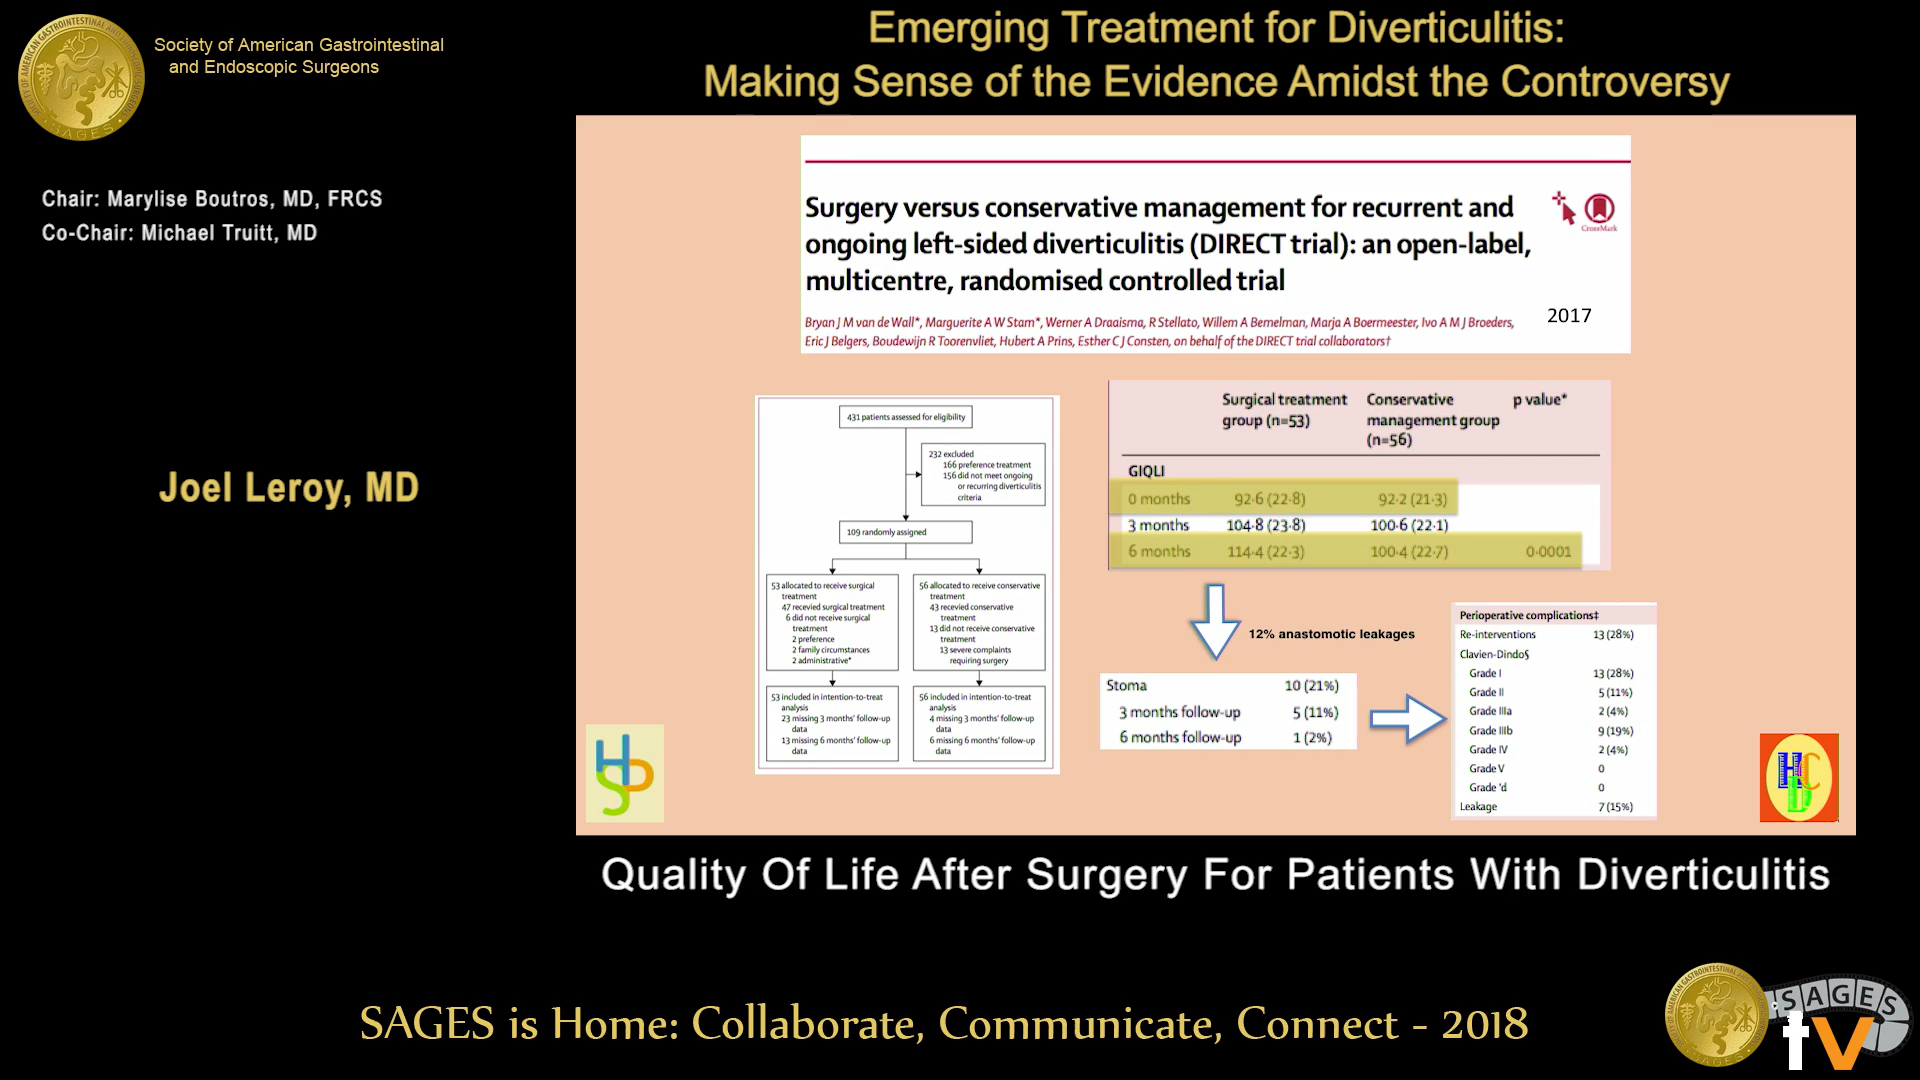 Society of American Gastrointestinal
and Endoscopic Surgeons
Emerging Treatment for Diverticulitis:
Making Sense of the Evidence Amidst the Controversy
Chair: Marylise Boutros, MD, FRCS
Co-Chair: Michael Truitt, MD
Joel Leroy, MD
Surgery versus conservative management for recurrent and
ongoing left-sided diverticulitis (DIRECT trial): an open-label,
multicentre, randomised controlled trial
CrossMark
Bryan J M van de Wall*, Marguerite A W Stam*, Werner A Draaisma, R Stellato, Willem A Bemelman, Marja A Boermeester, Ivo A M J Broeders,
Eric J Belgers, Boudewijn R Toorenvliet, Hubert A Prins, Esther C J Consten, on behalf of the DIRECT trial collaborators†
2017
431 patients assessed for eligibility
232 excluded
166 preference treatment
156 did not meet ongoing
or recurring diverticulitis
criteria
109 randomly assigned
53 allocated to receive surgical
treatment
47 recevied surgical treatment
6 did not receive surgical
treatment
2 preference
2 family circumstances
2 administrative*
56 allocated to receive conservative
treatment
43 recevied conservative
treatment
13 did not receive conservative
treatment
13 severe complaints
requiring surgery
53 included in intention-to-treat
analysis
23 missing 3 months' follow-up
data
13 missing 6 months' follow-up
data
56 included in intention-to-treat
analysis
4 missing 3 months' follow-up
data
6 missing 6 months' follow-up
data
Surgical treatment
group (n=53)
Conservative
management group
(n=56)
p value*
GIQLI
0 months 92·6 (22·8) 92·2 (21·3)
3 months 104·8 (23·8) 100·6 (22·1)
6 months 114·4 (22·3) 100·4 (22·7) 0·0001
12% anastomotic leakages
Stoma 10 (21%)
3 months follow-up 5 (11%)
6 months follow-up 1 (2%)
Perioperative complications‡
Re-interventions 13 (28%)
Clavien-Dindo§
Grade I 13 (28%)
Grade II 5 (11%)
Grade IIIa 2 (4%)
Grade IIIb 9 (19%)
Grade IV 2 (4%)
Grade V 0
Grade 'd 0
Leakage 7 (15%)
Quality Of Life After Surgery For Patients With Diverticulitis
SAGES is Home: Collaborate, Communicate, Connect - 2018
SAGES
tv